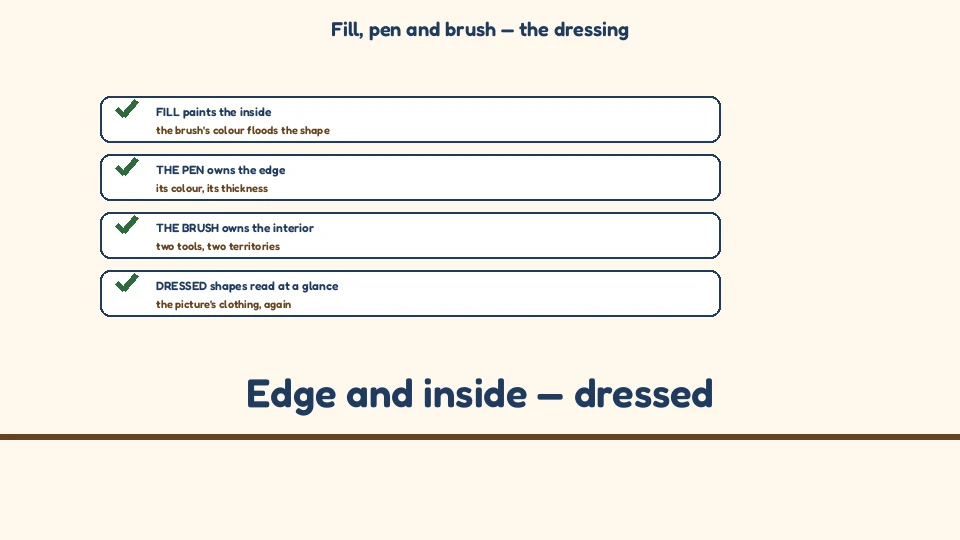 Fill, pen and brush — the dressing
FILL paints the inside
the brush's colour floods the shape
THE PEN owns the edge
its colour, its thickness
THE BRUSH owns the interior
two tools, two territories
DRESSED shapes read at a glance
the picture's clothing, again
Edge and inside — dressed